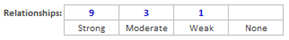 Relationships: 9 3 1
Strong Moderate Weak None